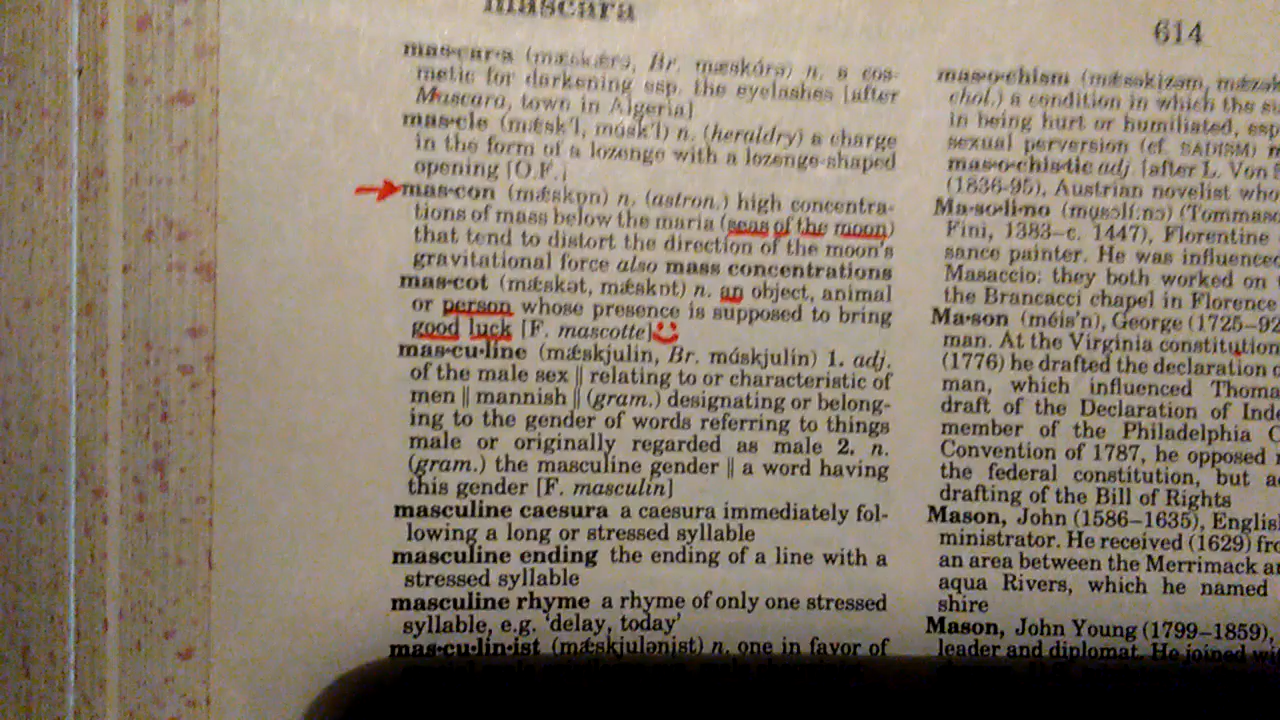 mascara
614
mas·car·a (mæskǽrə, Br. mæskɑ́rə) n. a cos-
metic for darkening esp. the eyelashes [after
Mascara, town in Algeria]
mas·cle (mǽsk'l, mɑ́sk'l) n. (heraldry) a charge
in the form of a lozenge with a lozenge-shaped
opening [O.F.]
mas·con (mǽskɒn) n. (astron.) high concentra-
tions of mass below the maria (seas of the moon)
that tend to distort the direction of the moon's
gravitational force also mass concentrations
mas·cot (mǽskət, mǽskɒt) n. an object, animal
or person whose presence is supposed to bring
good luck [F. mascotte]
mas·cu·line (mǽskjulin, Br. mɑ́skjulin) 1. adj.
of the male sex || relating to or characteristic of
men || mannish || (gram.) designating or belong-
ing to the gender of words referring to things
male or originally regarded as male 2. n.
(gram.) the masculine gender || a word having
this gender [F. masculin]
masculine caesura a caesura immediately fol-
lowing a long or stressed syllable
masculine ending the ending of a line with a
stressed syllable
masculine rhyme a rhyme of only one stressed
syllable, e.g. 'delay, today'
mas·cu·lin·ist (mǽskjulənist) n. one in favor of
mas·o·chism (mǽsəkizəm,
chol.) a condition in which the
in being hurt or humiliated,
sexual perversion (cf. SADISM)
mas·o·chis·tic adj. [after L. Von
(1836-95), Austrian novelist who
Ma·so·li·no (mɑsɔlí:nɔ) (Tommaso
Fini, 1383–c. 1447), Florentine
sance painter. He was influenced
Masaccio: they both worked on
the Brancacci chapel in Florence
Ma·son (méis'n), George (1725–92
man. At the Virginia constitution
(1776) he drafted the declaration
man, which influenced Thoma
draft of the Declaration of Inde
member of the Philadelphia C
Convention of 1787, he opposed
the federal constitution, but
drafting of the Bill of Rights
Mason, John (1586–1635), English
ministrator. He received (1629) fro
an area between the Merrimack an
aqua Rivers, which he named
shire
Mason, John Young (1799–1859),
leader and diplomat. He joined